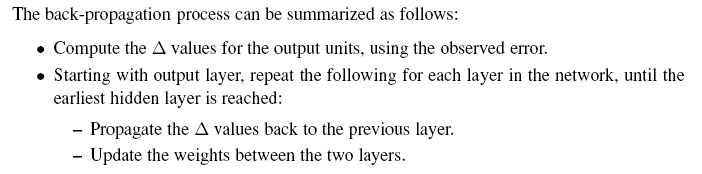 The back-propagation process can be summarized as follows:
• Compute the Δ values for the output units, using the observed error.
• Starting with output layer, repeat the following for each layer in the network, until the
earliest hidden layer is reached:
– Propagate the Δ values back to the previous layer.
– Update the weights between the two layers.